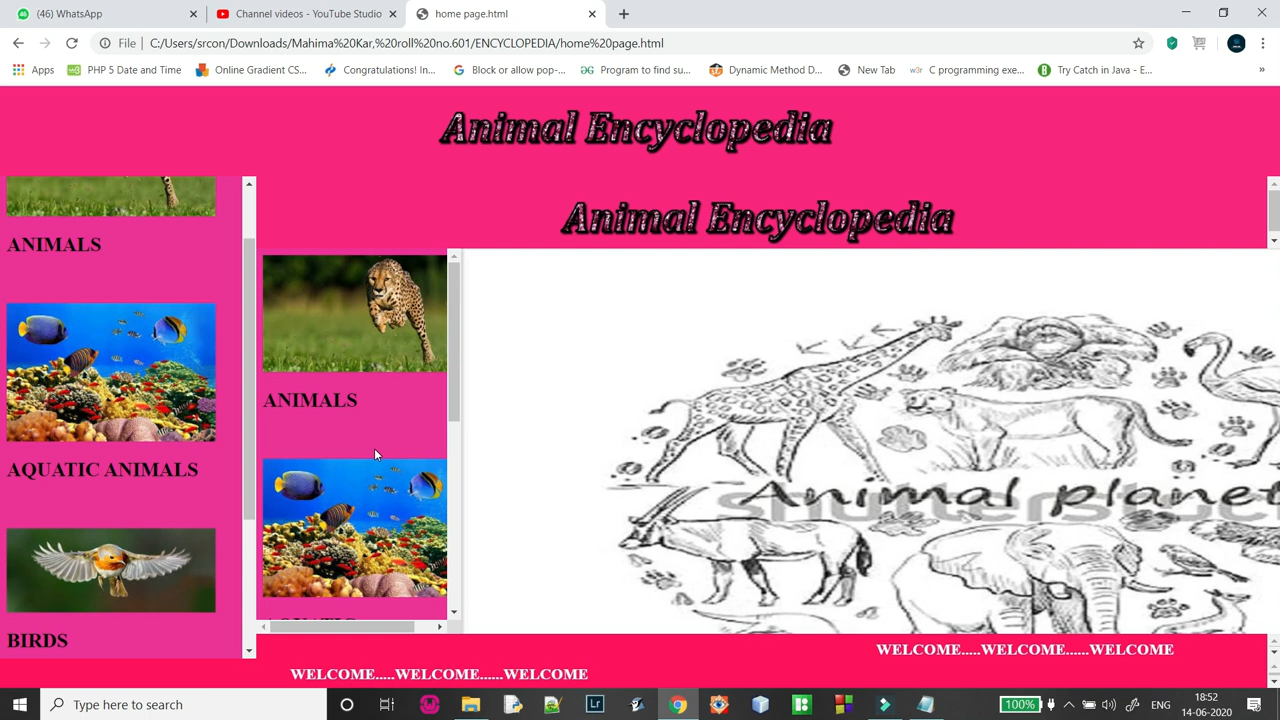 (46) WhatsApp
Channel videos - YouTube Studio
home page.html
File
C:/Users/srcon/Downloads/Mahima%20Kar,%20roll%20no.601/ENCYCLOPEDIA/home%20page.html
Apps
PHP 5 Date and Time
Online Gradient CS...
Congratulations! In...
Block or allow pop-...
Program to find su...
Dynamic Method D...
New Tab
C programming exe...
Try Catch in Java - E...
»
Animal Encyclopedia
Animal Encyclopedia
ANIMALS
AQUATIC ANIMALS
BIRDS
ANIMALS
Animal planet
WELCOME.....WELCOME......WELCOME
WELCOME.....WELCOME......WELCOME
Type here to search
100%
ENG
18:52
14-06-2020